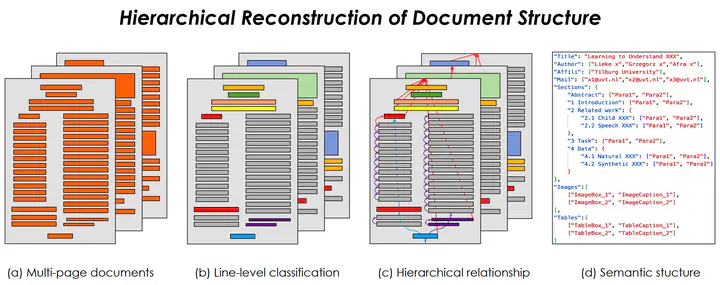 Hierarchical Reconstruction of Document Structure
"Title": "Learning to Understand XXX",
"Author": ["Lieke x","Grzegorz x","Afra x"],
"Affili": ["Tilburg University"],
"Mail": ["x1@uvt.nl","x2@uvt.nl","x3@uvt.nl"],
"Sections": {
"Abstract": ["Para1", "Para2"],
"1 Introduction": ["Para1", "Para2"],
"2 Related work": {
"2.1 Child XXX": ["Para1", "Para2"],
"2.2 Speech XXX": ["Para1", "Para2"]
},
"3 Task": ["Para1", "Para2"],
"4 Data": {
"4.1 Natural XXX": ["Para1", "Para2"],
"4.2 Synthetic XXX": ["Para1", "Para2"]
}
},
"Images":[
["ImageBox_1", "ImageCaption_1"],
["ImageBox_2", "ImageCaption_2"]
],
"Tables":[
["TableBox_1", "TableCaption_1"],
["TableBox_2", "TableCaption_2"]
]
(a) Multi-page documents
(b) Line-level classification
(c) Hierarchical relationship
(d) Semantic stucture